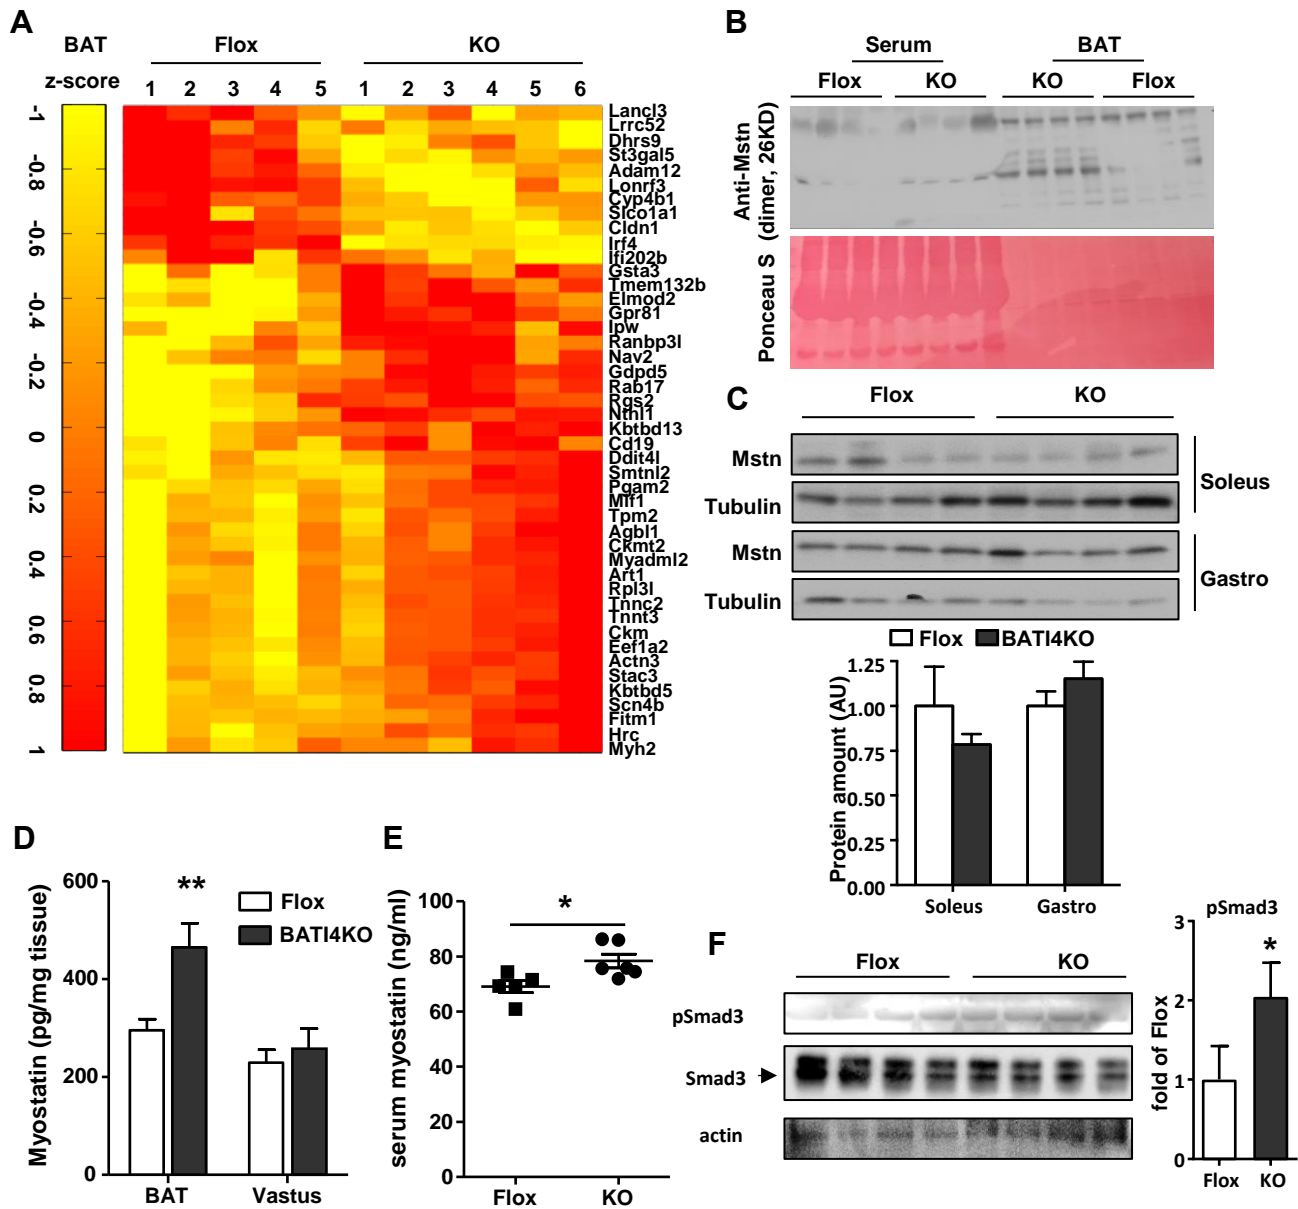 A
BAT
Flox
KO
z-score
1 2 3 4 5 1 2 3 4 5 6
-1
-0.8
-0.6
-0.4
-0.2
0
0.2
0.4
0.6
0.8
1
Lancl3
Lrrc52
Dhrs9
St3gal5
Adam12
Lonrf3
Cyp4b1
Slco1a1
Cldn1
Irf4
Ifi202b
Gsta3
Tmem132b
Elmod2
Gpr81
Ipw
Ranbp3l
Nav2
Gdpd5
Rab17
Rgs2
Nthl1
Kbtbd13
Cd19
Ddit4l
Smtnl2
Pgam2
Mlf1
Tpm2
Agbl1
Ckmt2
Myadml2
Art1
Rpl3l
Tnnc2
Tnnt3
Ckm
Eef1a2
Actn3
Stac3
Kbtbd5
Scn4b
Fitm1
Hrc
Myh2
B
Serum
BAT
Flox
KO
KO
Flox
Anti-Mstn
(dimer, 26KD)
Ponceau S
C
Flox
KO
Mstn
Tubulin
Soleus
Mstn
Tubulin
Gastro
Flox
BATI4KO
Protein amount (AU)
1.25
1.00
0.75
0.50
0.25
0.00
Soleus
Gastro
D
Myostatin (pg/mg tissue)
600
400
200
0
**
Flox
BATI4KO
BAT
Vastus
E
serum myostatin (ng/ml)
100
80
60
40
20
0
*
Flox
KO
F
Flox
KO
pSmad3
Smad3
actin
pSmad3
fold of Flox
3
2
1
0
*
Flox
KO